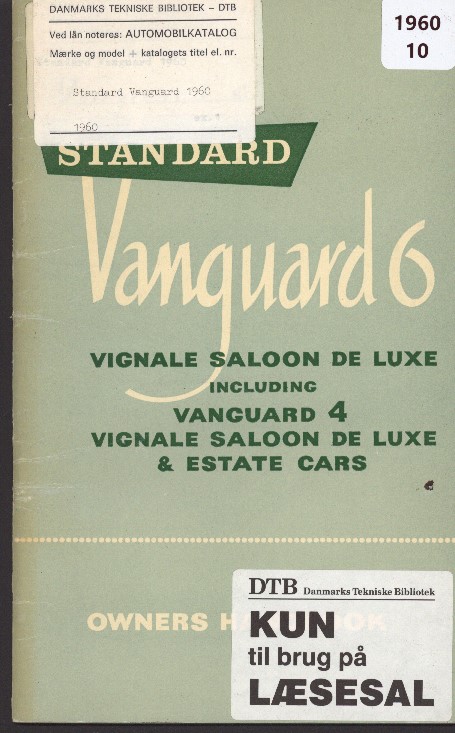 DANMARKS TEKNISKE BIBLIOTEK – DTB
Ved lån noteres: AUTOMOBILKATALOG
Mærke og model + katalogets titel el. nr.
Standard Vanguard 1960
1960
1960
10
STANDARD
Vanguard 6
VIGNALE SALOON DE LUXE
INCLUDING
VANGUARD 4
VIGNALE SALOON DE LUXE
& ESTATE CARS
OWNERS
DTB Danmarks Tekniske Bibliotek
KUN
til brug på
LÆSESAL